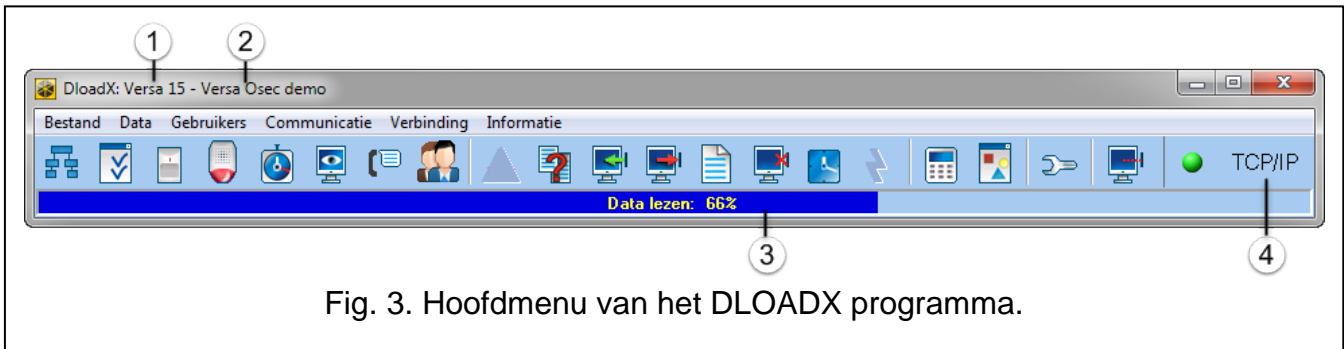 1 2
DloadX: Versa 15 - Versa Osec demo
Bestand Data Gebruikers Communicatie Verbinding Informatie
TCP/IP
Data lezen: 66%
3 4
Fig. 3. Hoofdmenu van het DLOADX programma.